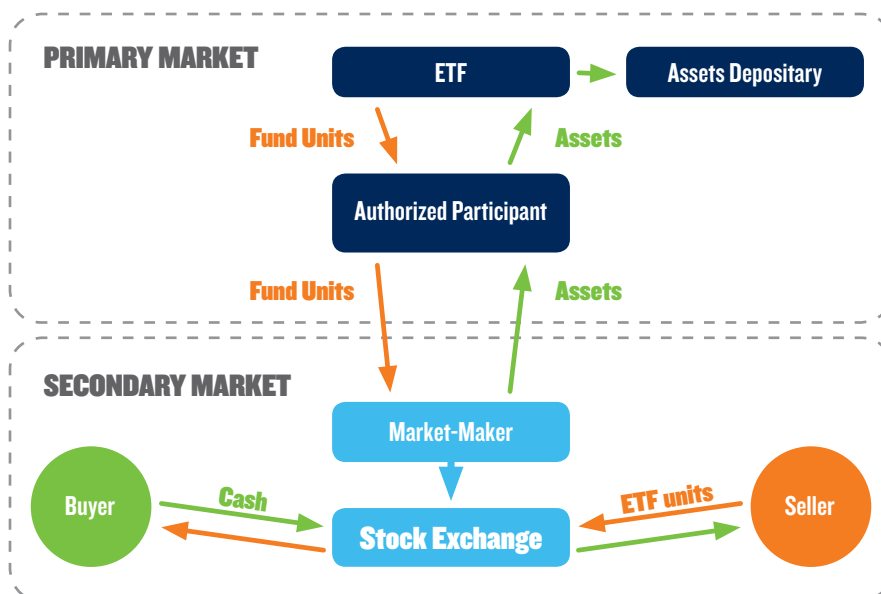 PRIMARY MARKET
ETF
Assets Depositary
Fund Units
Assets
Authorized Participant
Fund Units
Assets
SECONDARY MARKET
Market-Maker
Buyer
Cash
Stock Exchange
ETF units
Seller